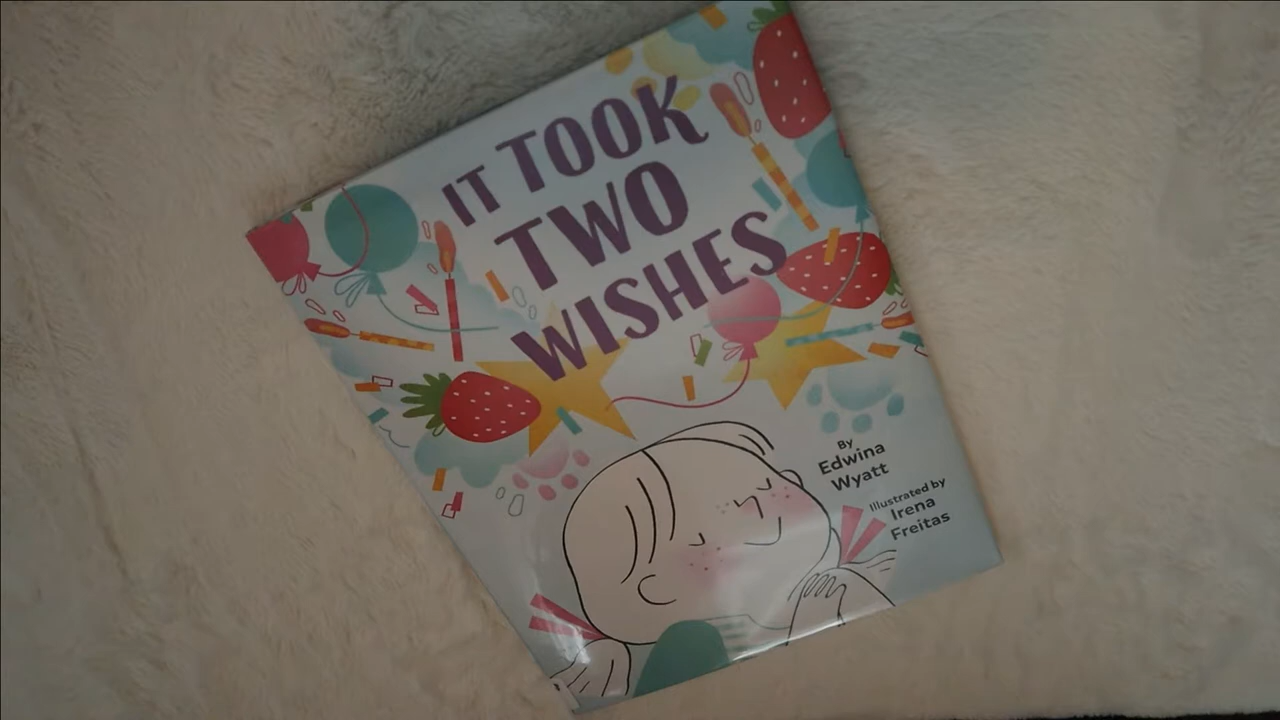 IT TOOK
TWO
WISHES
By
Edwina
Wyatt
Illustrated by
Irena
Freitas